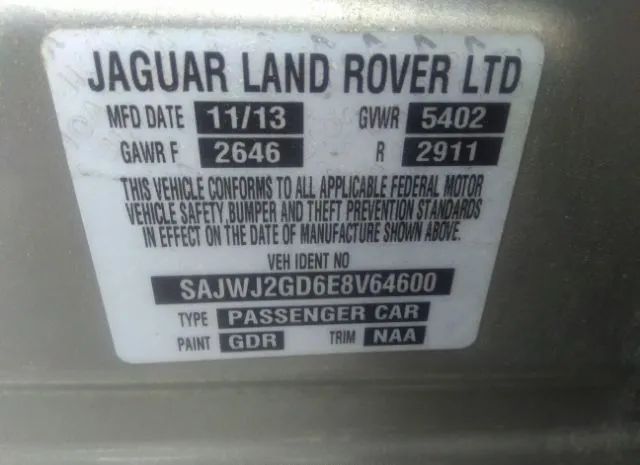 JAGUAR LAND ROVER LTD
MFD DATE 11/13 GVWR 5402
GAWR F 2646 R 2911
THIS VEHICLE CONFORMS TO ALL APPLICABLE FEDERAL MOTOR
VEHICLE SAFETY,BUMPER AND THEFT PREVENTION STANDARDS
IN EFFECT ON THE DATE OF MANUFACTURE SHOWN ABOVE.
VEH IDENT NO
SAJWJ2GD6E8V64600
TYPE PASSENGER CAR
PAINT GDR TRIM NAA